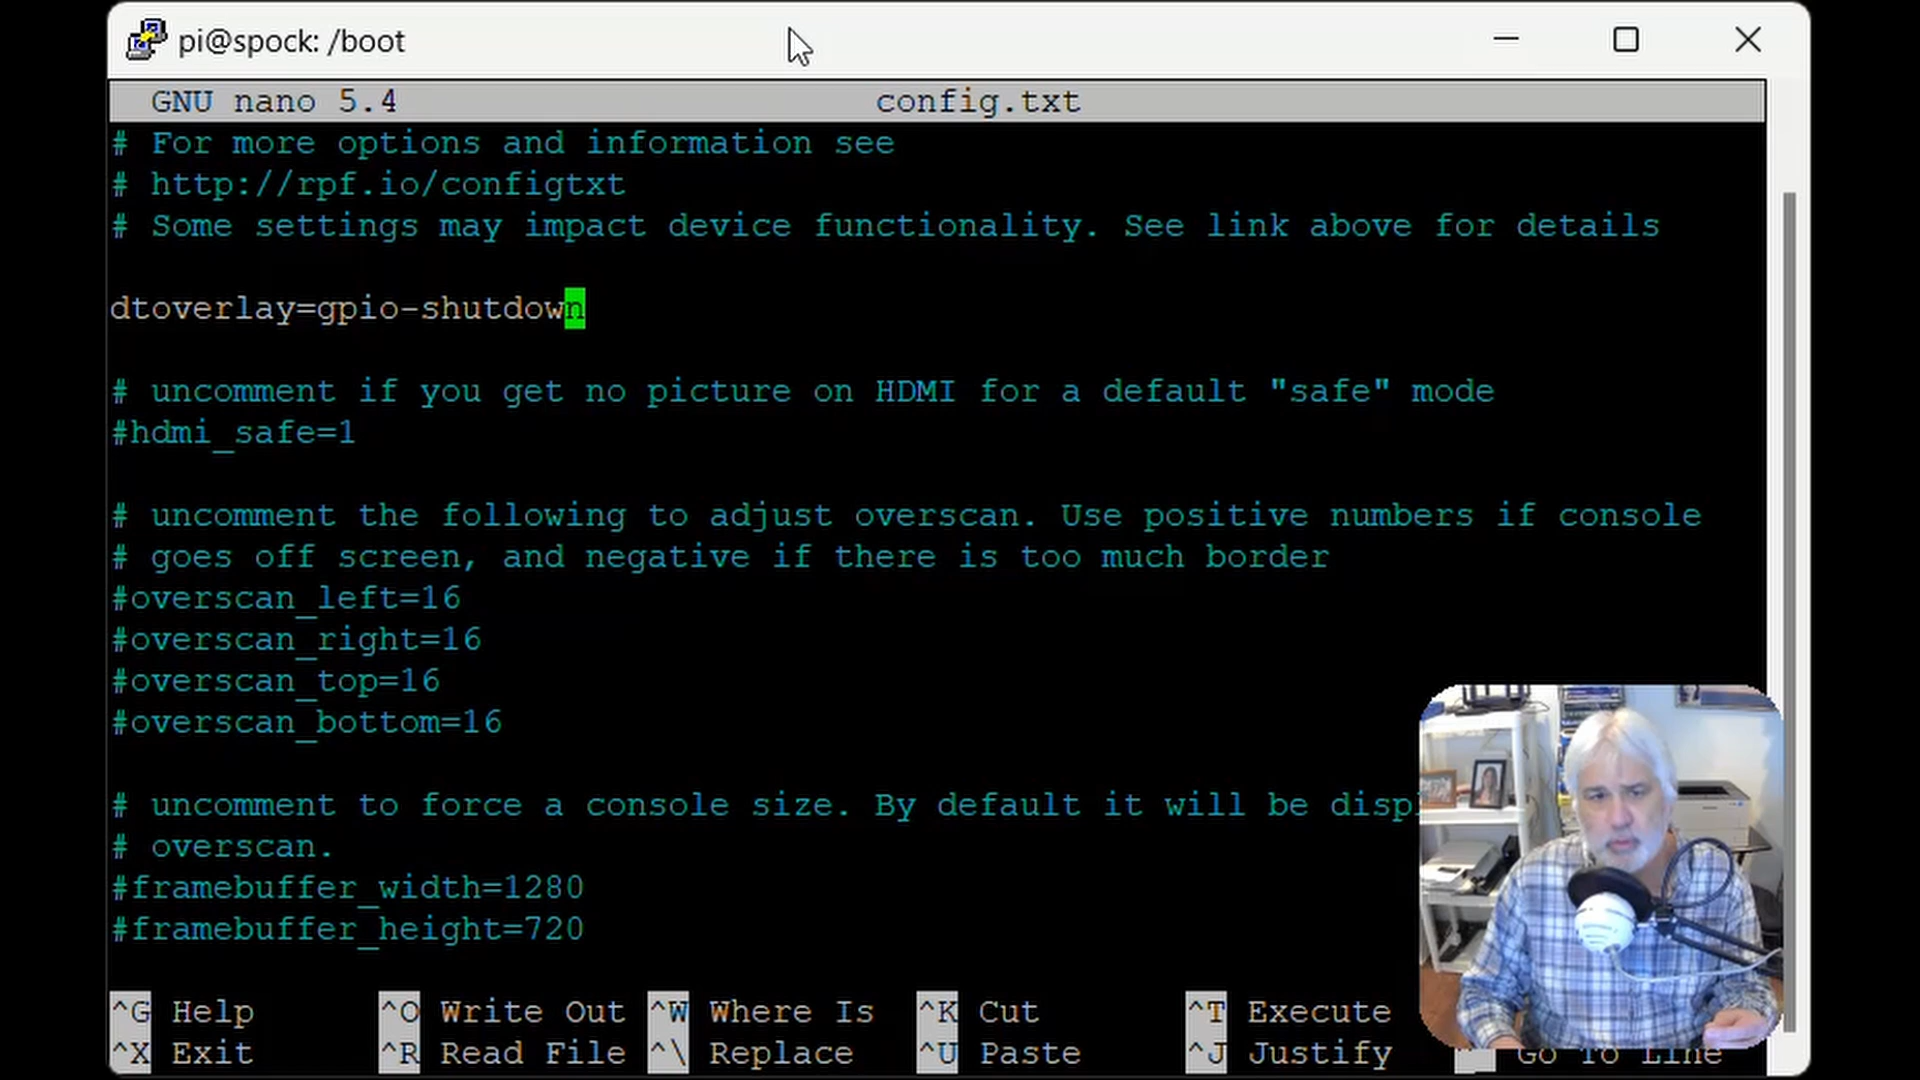 pi@spock: /boot
GNU nano 5.4 config.txt
# For more options and information see
# http://rpf.io/configtxt
# Some settings may impact device functionality. See link above for details
dtoverlay=gpio-shutdown
# uncomment if you get no picture on HDMI for a default "safe" mode
#hdmi_safe=1
# uncomment the following to adjust overscan. Use positive numbers if console
# goes off screen, and negative if there is too much border
#overscan_left=16
#overscan_right=16
#overscan_top=16
#overscan_bottom=16
# uncomment to force a console size. By default it will be disp
# overscan.
#framebuffer_width=1280
#framebuffer_height=720
^G Help ^O Write Out ^W Where Is ^K Cut ^T Execute
^X Exit ^R Read File ^\ Replace ^U Paste ^J Justify Go To Line